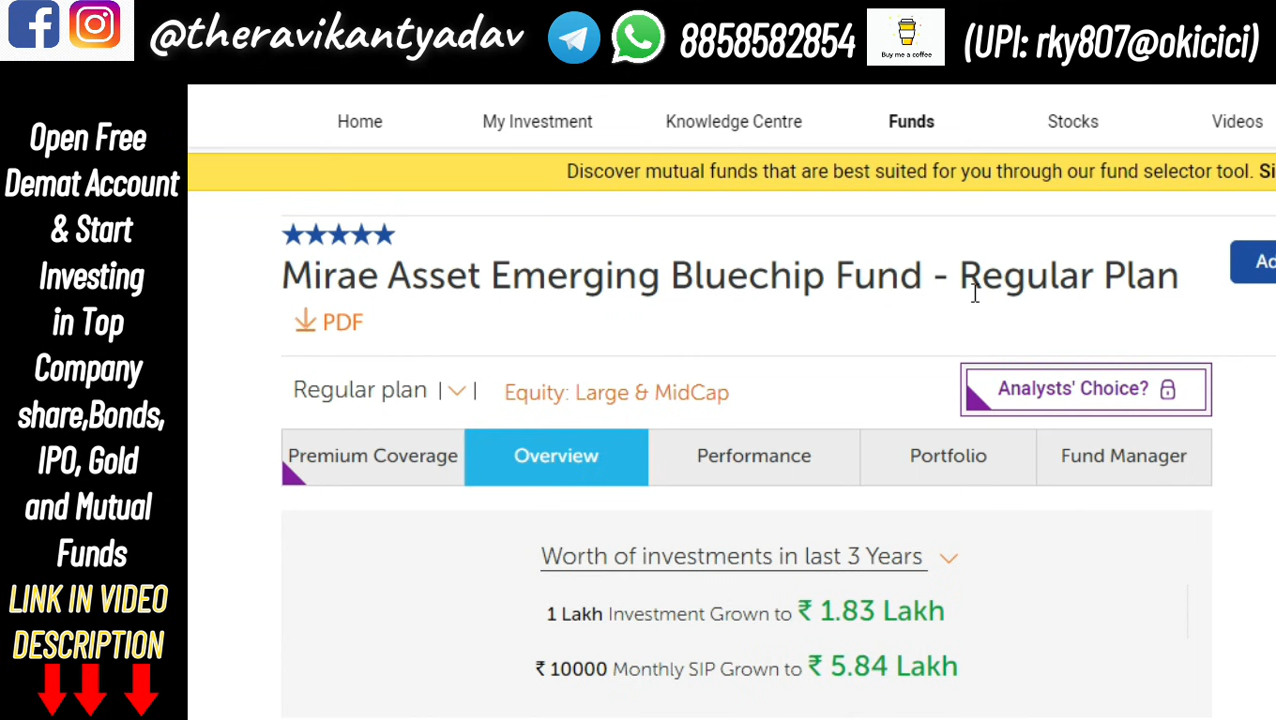 @theravikantyadav 8858582854 Buy me a coffee (UPI: rky807@okicici)
Open Free
Demat Account
& Start
Investing
in Top
Company
share,Bonds,
IPO, Gold
and Mutual
Funds
LINK IN VIDEO
DESCRIPTION
Home My Investment Knowledge Centre Funds Stocks Videos
Discover mutual funds that are best suited for you through our fund selector tool. Si
Mirae Asset Emerging Bluechip Fund - Regular Plan
Ac
PDF
Regular plan | | Equity: Large & MidCap Analysts' Choice?
Premium Coverage Overview Performance Portfolio Fund Manager
Worth of investments in last 3 Years
1 Lakh Investment Grown to ₹ 1.83 Lakh
₹ 10000 Monthly SIP Grown to ₹ 5.84 Lakh